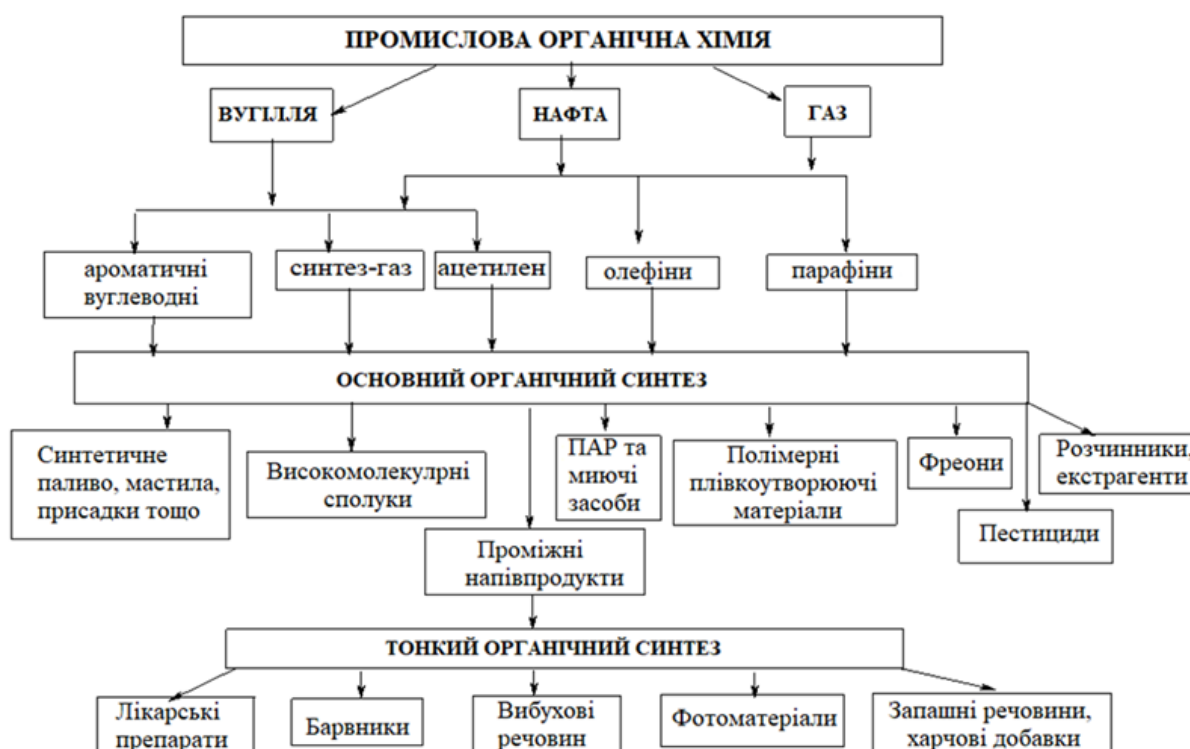 ПРОМИСЛОВА ОРГАНІЧНА ХІМІЯ
ВУГІЛЛЯ
НАФТА
ГАЗ
ароматичні
вуглеводні
синтез-газ
ацетилен
олефіни
парафіни
ОСНОВНИЙ ОРГАНІЧНИЙ СИНТЕЗ
Синтетичне
паливо, мастила,
присадки тощо
Високомолекулрні
сполуки
ПАР та
миючі
засоби
Полімерні
плівкоутворюючі
матеріали
Фреони
Розчинники,
екстрагенти
Пестициди
Проміжні
напівпродукти
ТОНКИЙ ОРГАНІЧНИЙ СИНТЕЗ
Лікарські
препарати
Барвники
Вибухові
речовин
Фотоматеріали
Запашні речовини,
харчові добавки